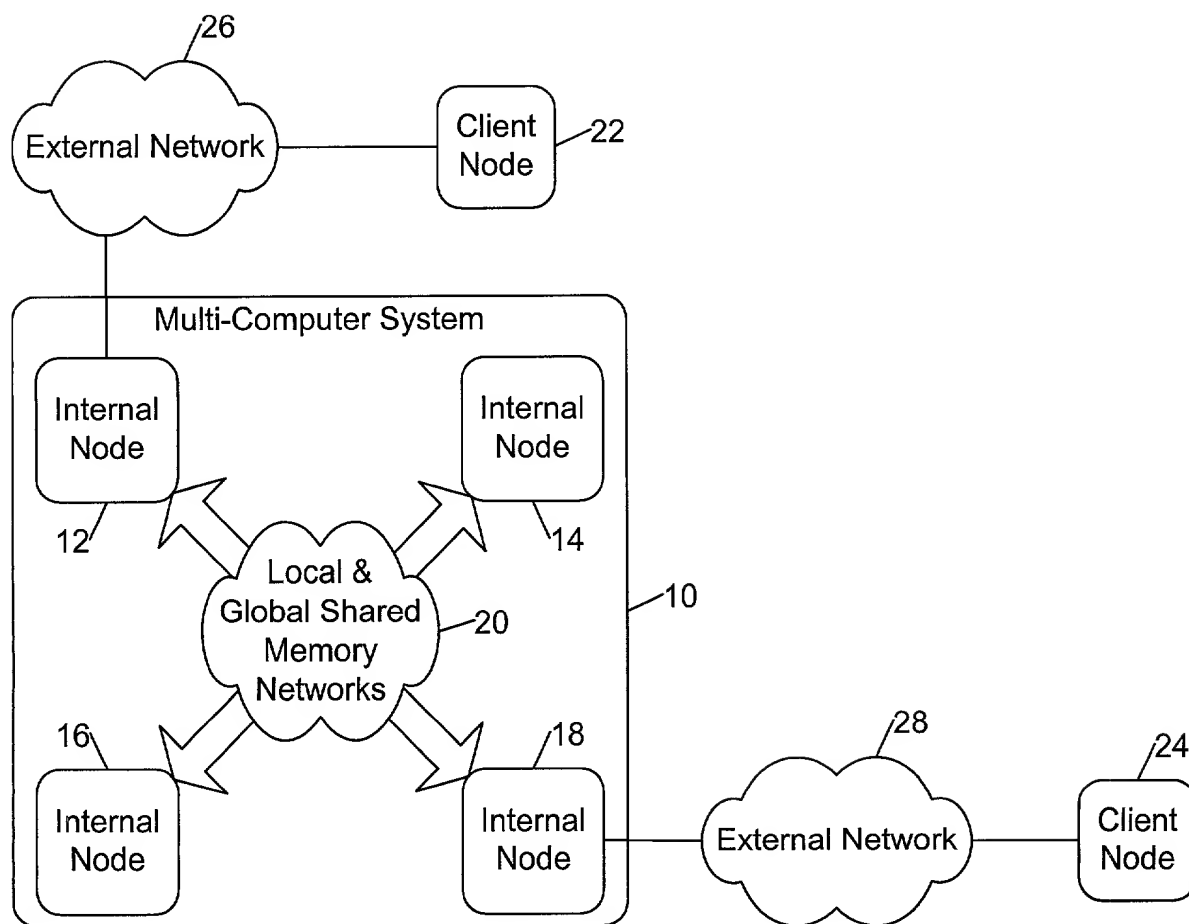 26
External Network
Client
Node
22
Multi-Computer System
Internal
Node
12
Internal
Node
14
Local &
Global Shared
Memory
Networks
20
10
16
Internal
Node
18
Internal
Node
28
External Network
24
Client
Node